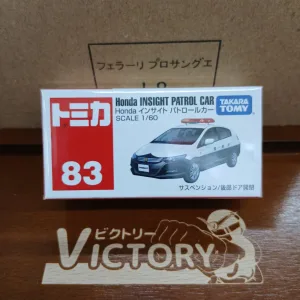 フェラーリ プロサングエ
トミカ
Honda INSIGHT PATROL CAR
Honda インサイト パトロールカー
SCALE 1/60
TAKARA TOMY
83
サスペンション/後部ドア開閉
ビクトリー
VICTORY